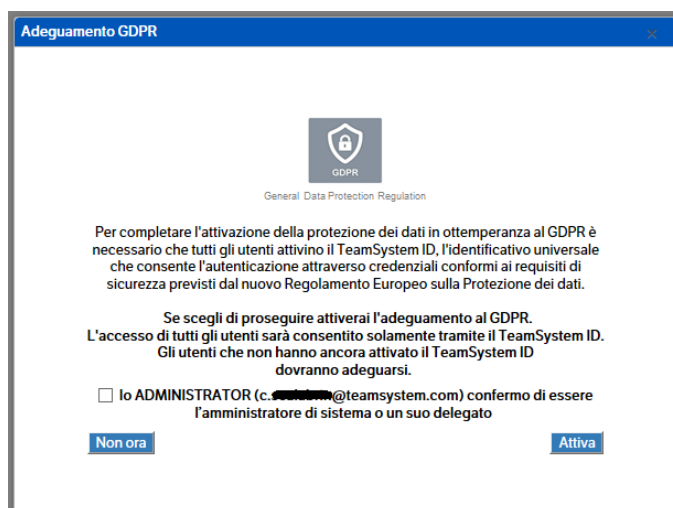 Adeguamento GDPR
GDPR
General Data Protection Regulation
Per completare l'attivazione della protezione dei dati in ottemperanza al GDPR è
necessario che tutti gli utenti attivino il TeamSystem ID, l'identificativo universale
che consente l'autenticazione attraverso credenziali conformi ai requisiti di
sicurezza previsti dal nuovo Regolamento Europeo sulla Protezione dei dati.
Se scegli di proseguire attiverai l'adeguamento al GDPR.
L'accesso di tutti gli utenti sarà consentito solamente tramite il TeamSystem ID.
Gli utenti che non hanno ancora attivato il TeamSystem ID
dovranno adeguarsi.
Io ADMINISTRATOR (c. @teamsystem.com) confermo di essere
l'amministratore di sistema o un suo delegato
Non ora
Attiva